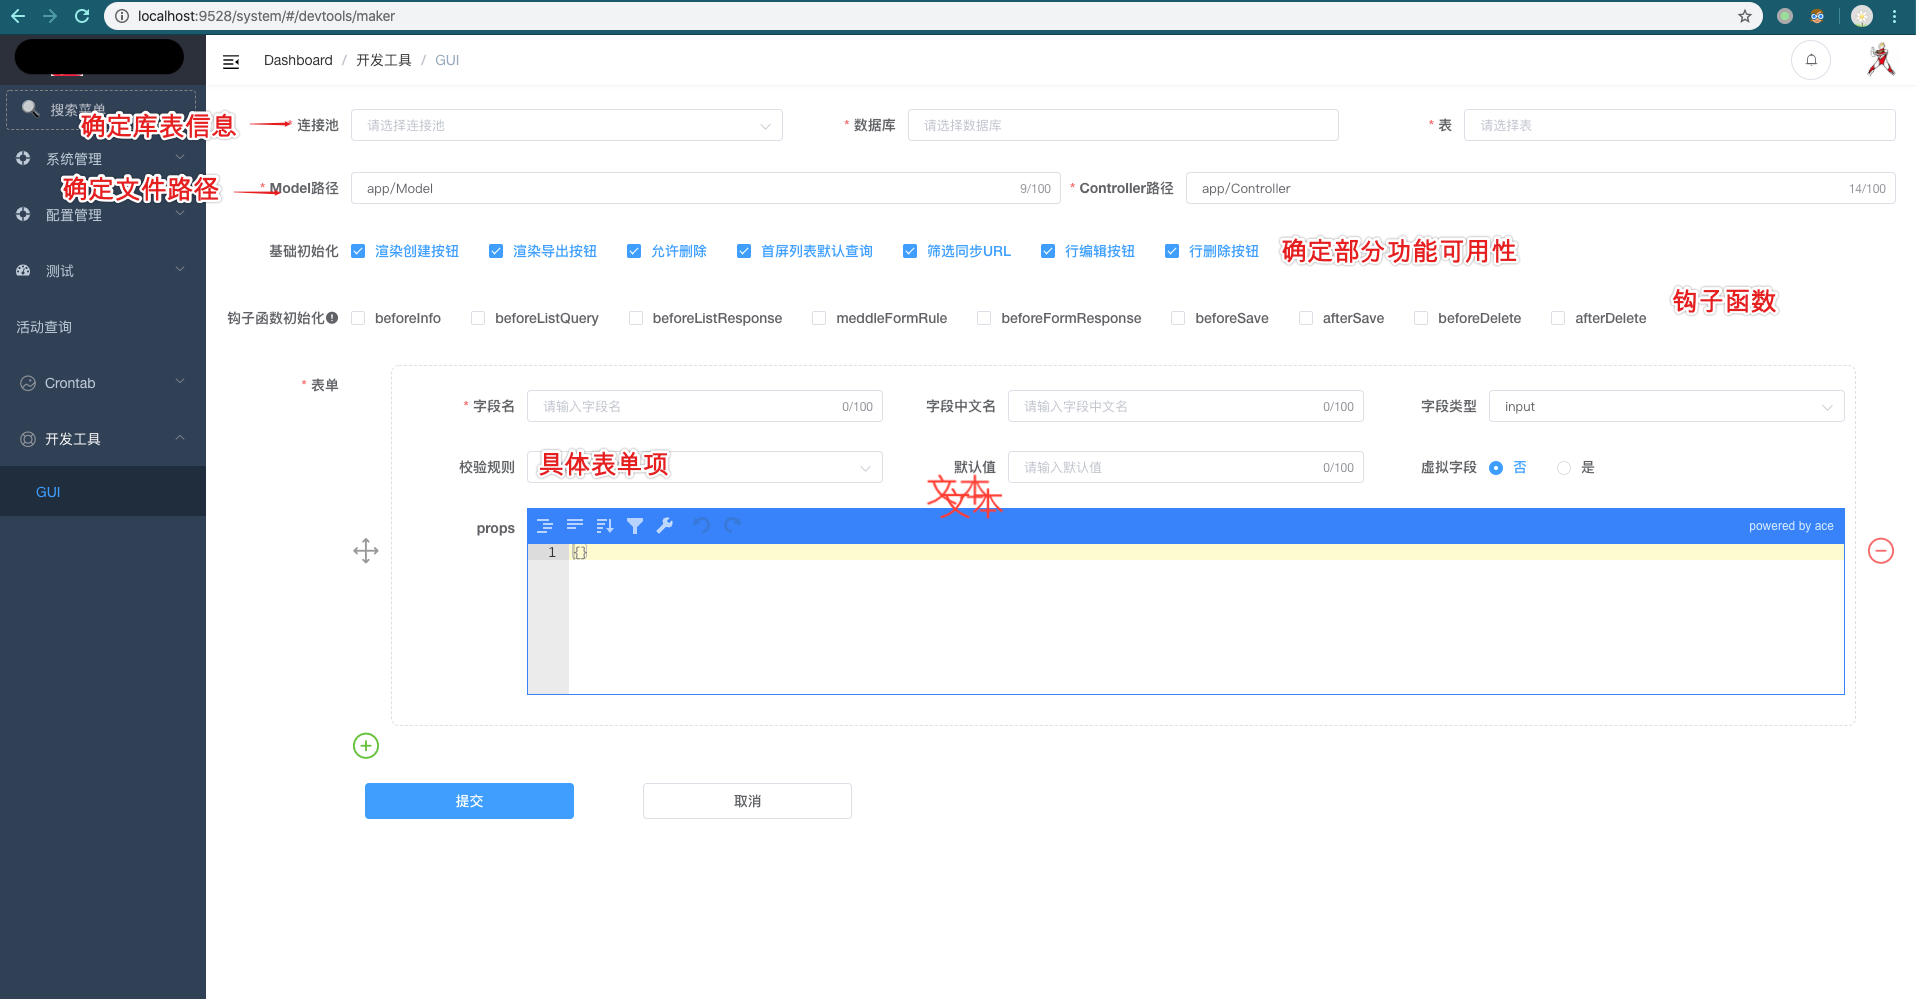 localhost:9528/system/#/devtools/maker
Dashboard / 开发工具 / GUI
搜索菜单
系统管理
配置管理
测试
活动查询
Crontab
开发工具
GUI
确定库表信息
* 连接池 请选择连接池 * 数据库 请选择数据库 * 表 请选择表
确定文件路径
* Model路径 app/Model 9/100 * Controller路径 app/Controller 14/100
基础初始化 渲染创建按钮 渲染导出按钮 允许删除 首屏列表默认查询 筛选同步URL 行编辑按钮 行删除按钮 确定部分功能可用性
钩子函数
钩子函数初始化 beforeInfo beforeListQuery beforeListResponse meddleFormRule beforeFormResponse beforeSave afterSave beforeDelete afterDelete
* 表单
* 字段名 请输入字段名 0/100 字段中文名 请输入字段中文名 0/100 字段类型 input
校验规则 具体表单项 默认值 请输入默认值 0/100 虚拟字段 否 是
文本
文本
props powered by ace
1 {}
提交 取消